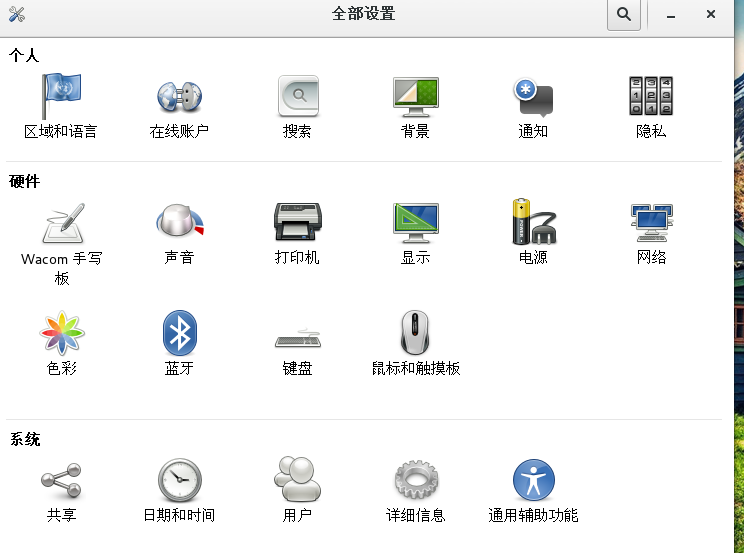 全部设置
个人
区域和语言
在线账户
搜索
背景
通知
隐私
硬件
Wacom 手写
板
声音
打印机
显示
电源
网络
色彩
蓝牙
键盘
鼠标和触摸板
系统
共享
日期和时间
用户
详细信息
通用辅助功能